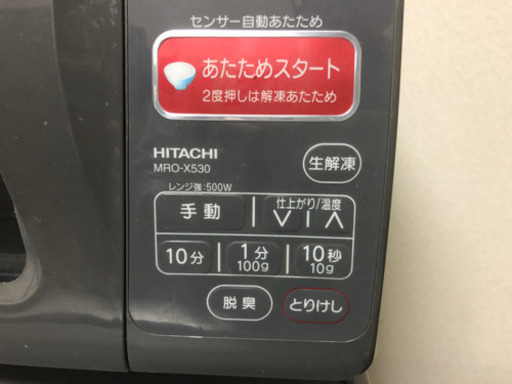 センサー自動あたため
あたためスタート
2度押しは解凍あたため
HITACHI
MRO-X530
生解凍
レンジ強:500W
手動
仕上がり/温度
10分
1分
100g
10秒
10g
脱臭
とりけし